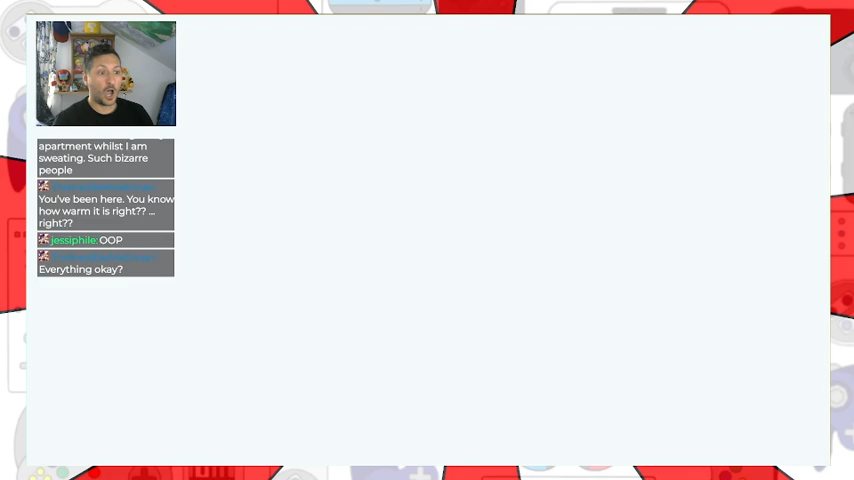 apartment whilst I am
sweating. Such bizarre
people
You've been here. You know
how warm it is right?? ...
right??
jessiphile: OOP
Everything okay?